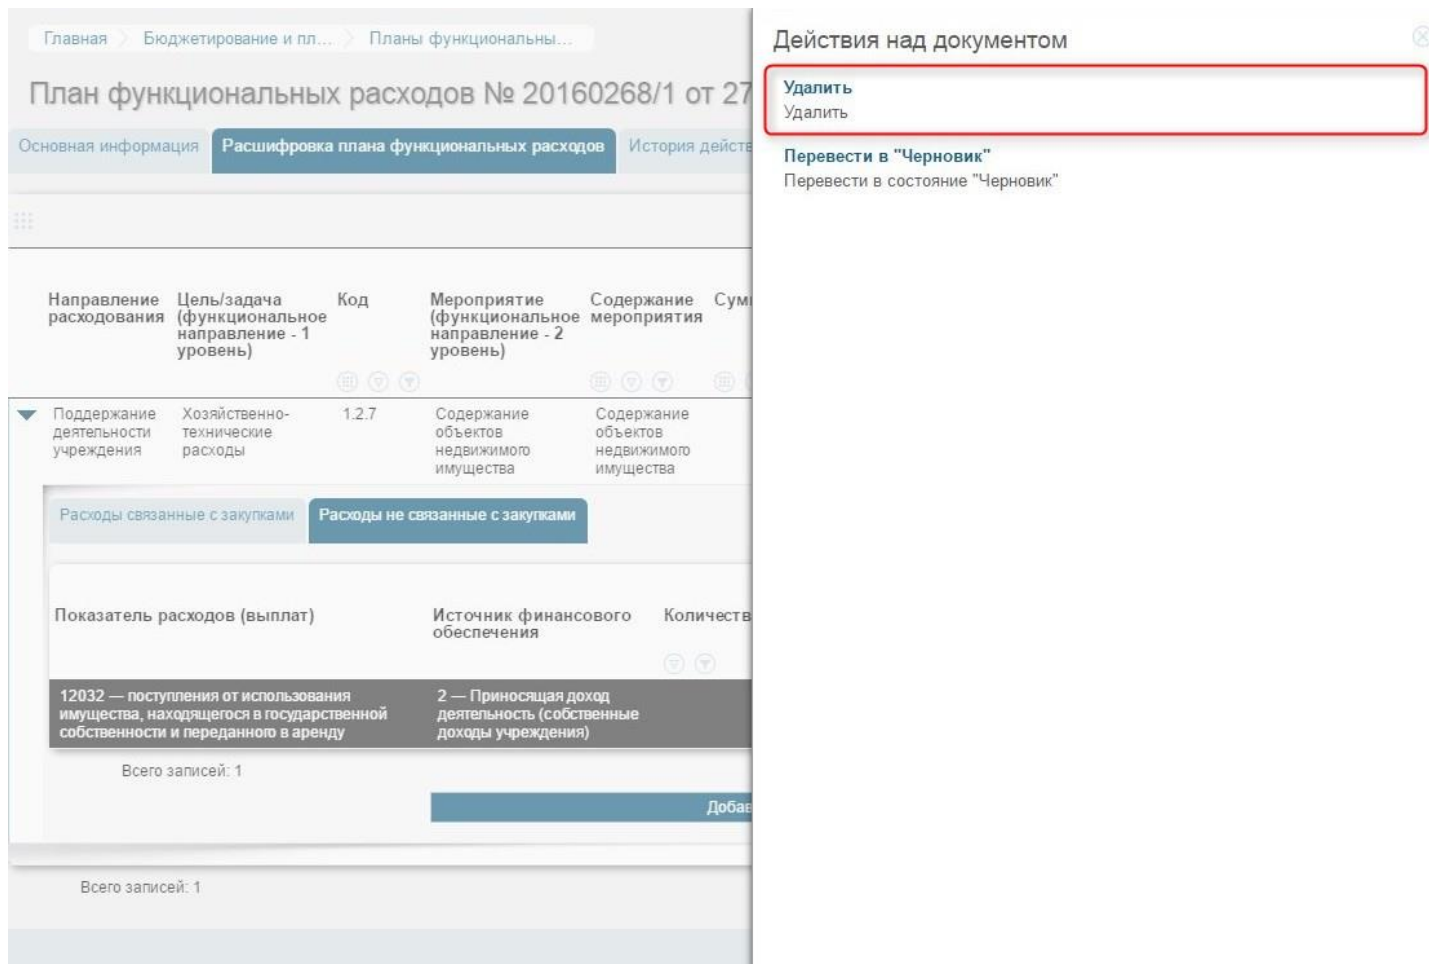 Главная
Бюджетирование и пл...
Планы функциональны...
План функциональных расходов № 20160268/1 от 27
Основная информация
Расшифровка плана функциональных расходов
История действ
Направление
расходования
Цель/задача
(функциональное
направление - 1
уровень)
Код
Мероприятие
(функциональное
направление - 2
уровень)
Содержание
мероприятия
Сум
Поддержание
деятельности
учреждения
Хозяйственно-
технические
расходы
1.2.7
Содержание
объектов
недвижимого
имущества
Содержание
объектов
недвижимого
имущества
Расходы связанные с закупками
Расходы не связанные с закупками
Показатель расходов (выплат)
Источник финансового
обеспечения
Количеств
12032 — поступления от использования
имущества, находящегося в государственной
собственности и переданного в аренду
2 — Приносящая доход
деятельность (собственные
доходы учреждения)
Всего записей: 1
Добав
Всего записей: 1
Действия над документом
Удалить
Удалить
Перевести в "Черновик"
Перевести в состояние "Черновик"